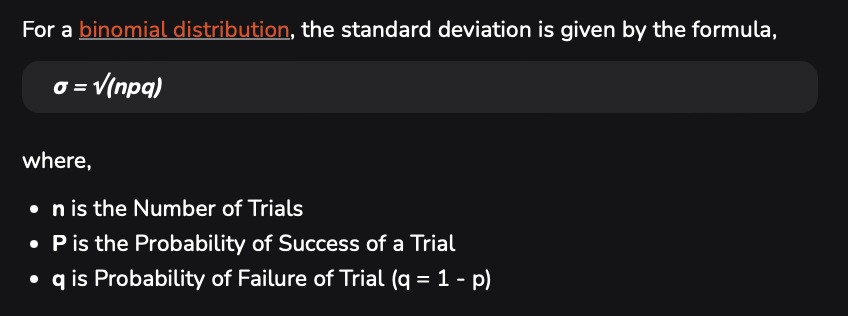 For a binomial distribution, the standard deviation is given by the formula,
σ = √(npq)
where,
• n is the Number of Trials
• P is the Probability of Success of a Trial
• q is Probability of Failure of Trial (q = 1 - p)